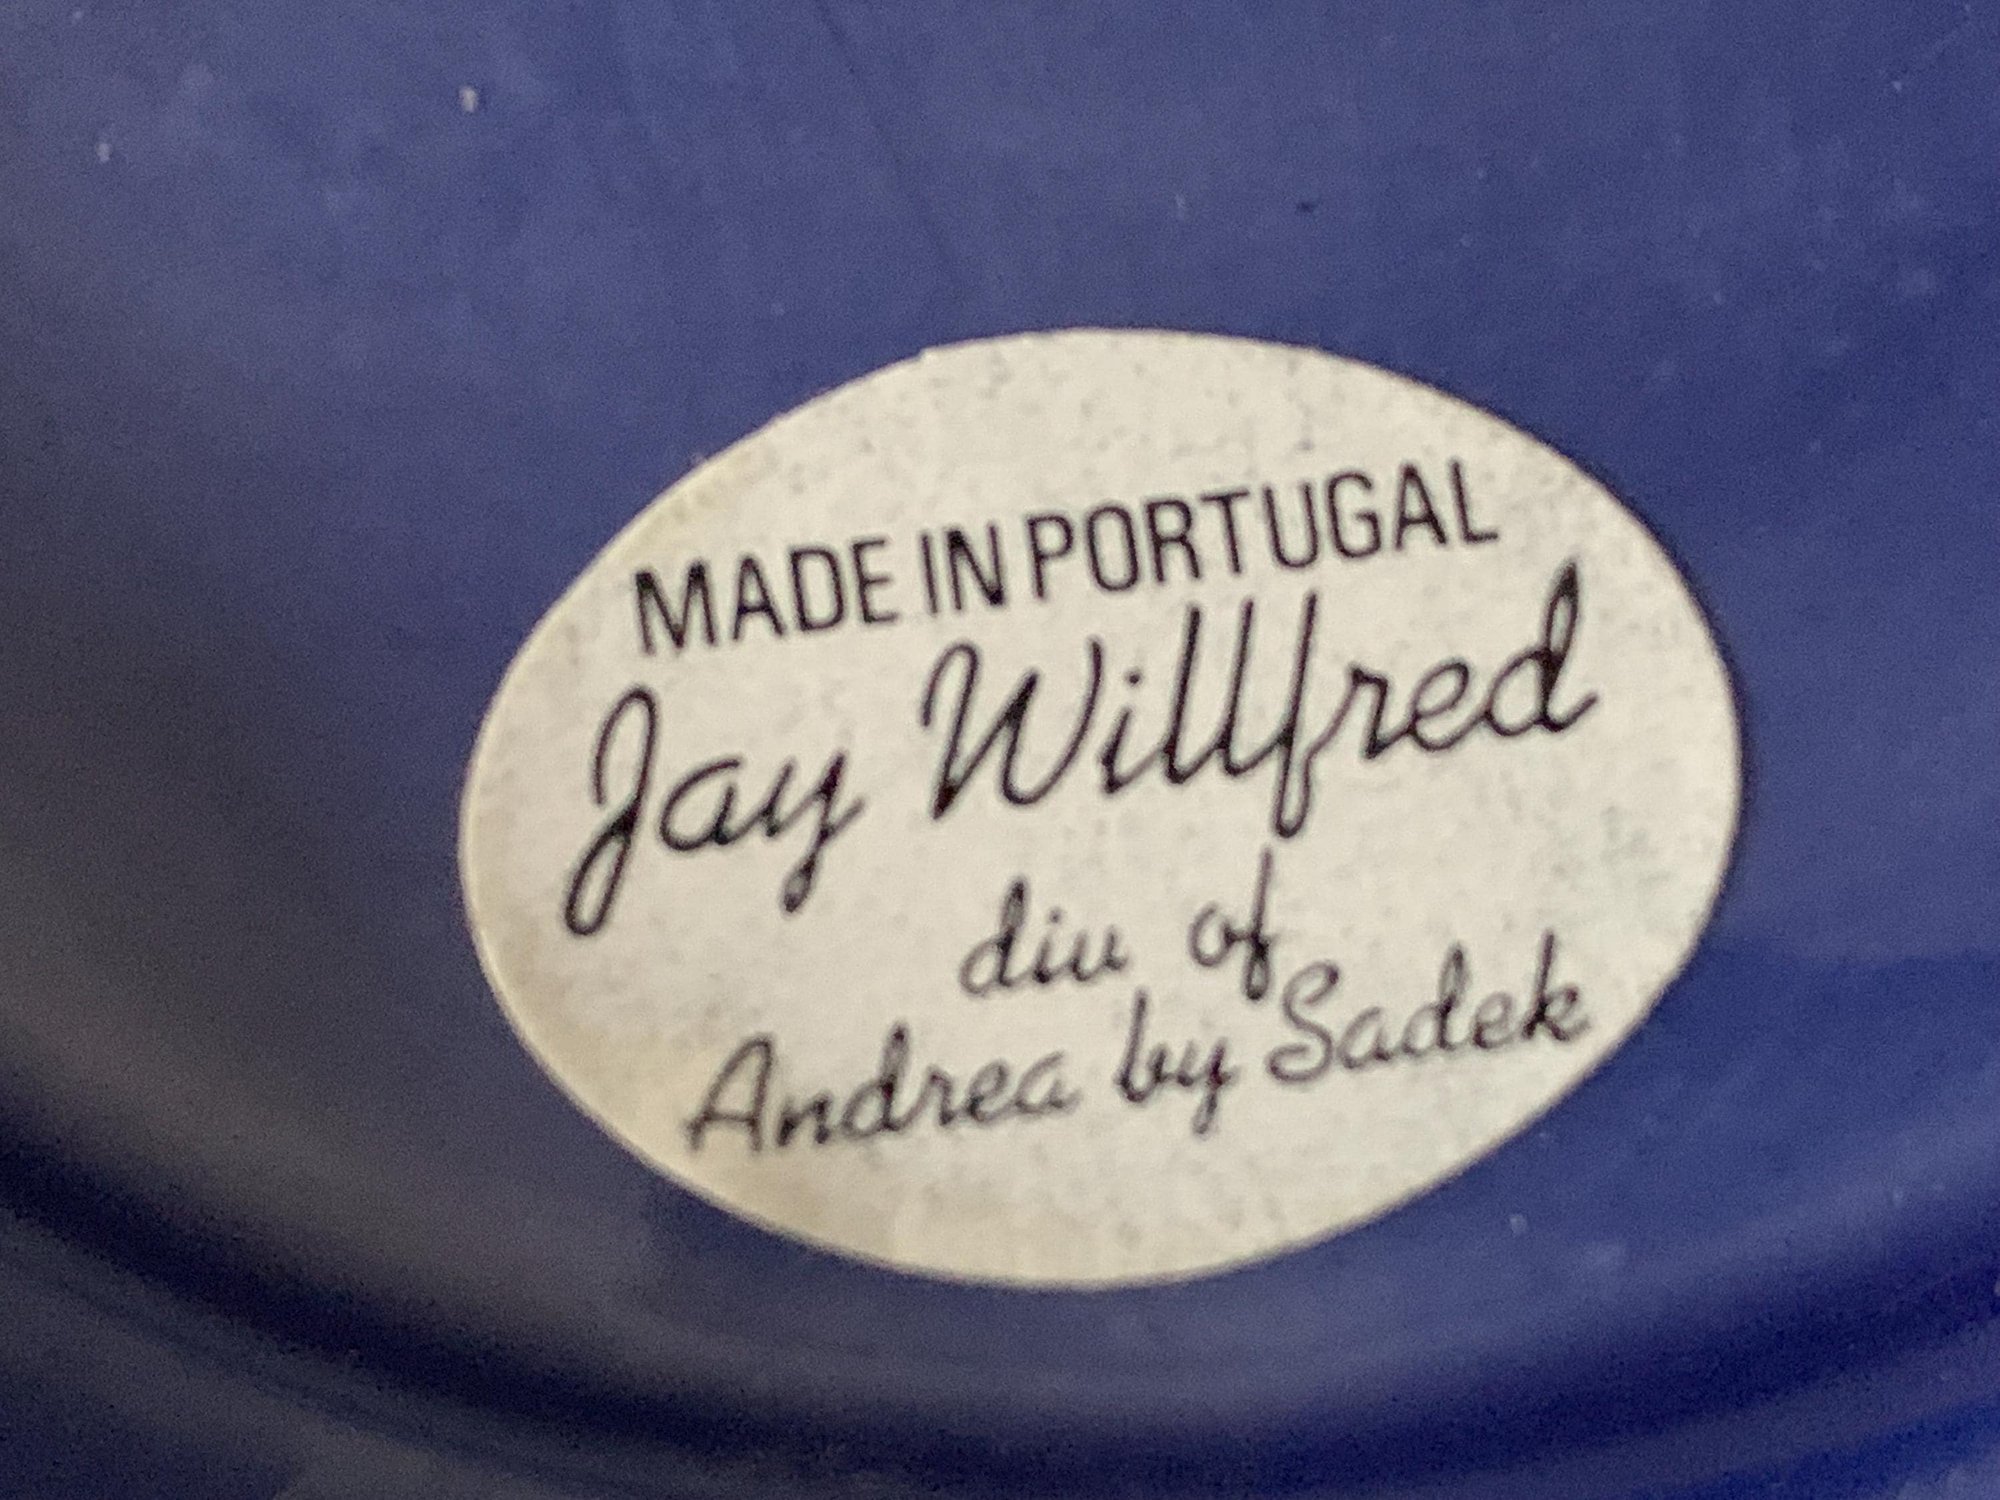 MADE IN PORTUGAL
Jay Willfred
div of
Andrea by Sadek